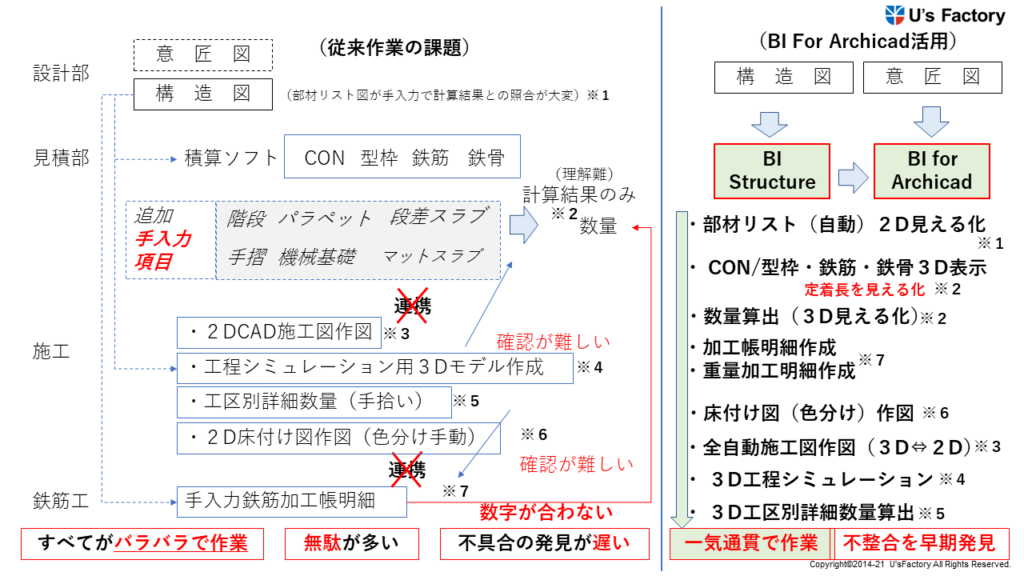 (従来作業の課題)
設計部
意 匠 図
構 造 図
(部材リスト図が手入力で計算結果との照合が大変)※1
見積部
積算ソフト
CON 型枠 鉄筋 鉄骨
追加
手入力
項目
階段 パラペット 段差スラブ
手摺 機械基礎 マットスラブ
(理解難)
計算結果のみ
※2
数量
連携
施工
・2DCAD施工図作図
※3
確認が難しい
・工程シミュレーション用3Dモデル作成
※4
・工区別詳細数量(手拾い)
※5
・2D床付け図作図(色分け手動)
※6
連携
確認が難しい
鉄筋工
手入力鉄筋加工帳明細
※7
数字が合わない
すべてがバラバラで作業
無駄が多い
不具合の発見が遅い
U's Factory
(BI For Archicad活用)
構 造 図
意 匠 図
BI
Structure
BI for
Archicad
・部材リスト(自動)2D見える化
※1
・CON/型枠・鉄筋・鉄骨3D表示
定着長を見える化 ※2
・数量算出(3D見える化)※2
・加工帳明細作成
・重量加工明細作成
※7
・床付け図(色分け)作図 ※6
・全自動施工図作図(3D⇔2D)※3
・3D工程シミュレーション ※4
・3D工区別詳細数量算出 ※5
一気通貫で作業
不整合を早期発見
Copyright©2014-21 U'sFactory All Rights Reserved.